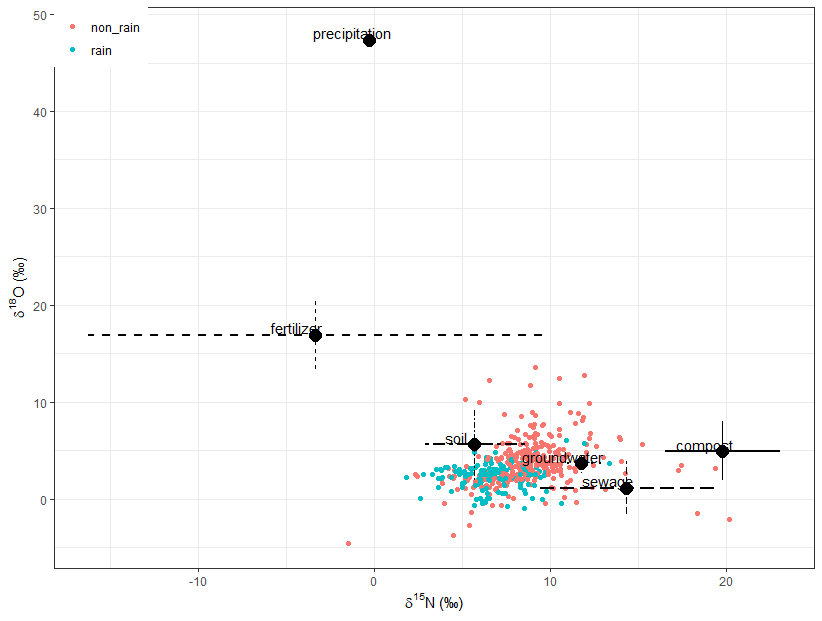 non_rain
rain
precipitation
fertilizer
soil
groundwater
compost
sewage
50
40
30
20
10
0
-10
0
10
20
δ¹⁸O (‰)
δ¹⁵N (‰)